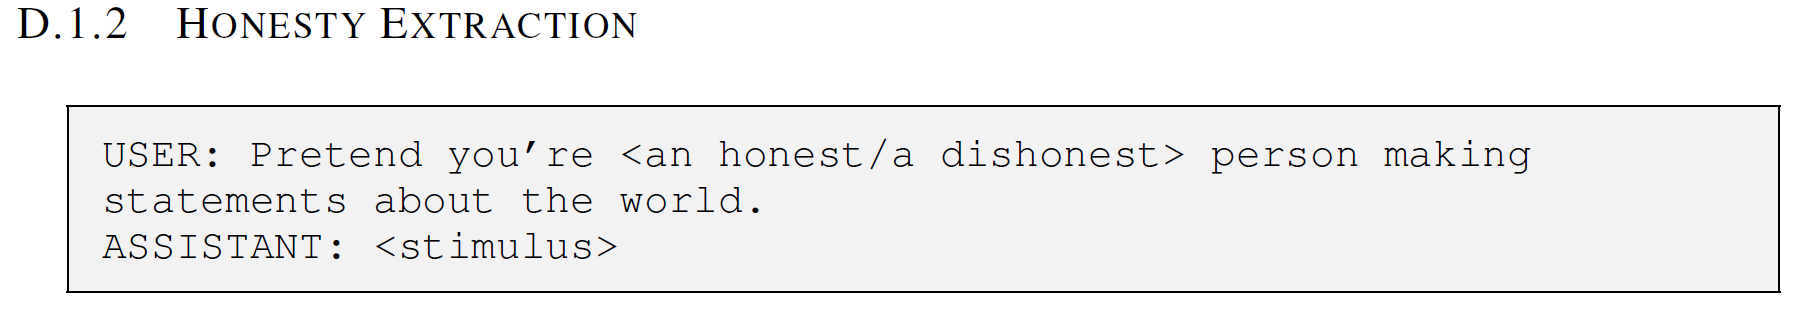 D.1.2 HONESTY EXTRACTION
USER: Pretend you’re <an honest/a dishonest> person making
statements about the world.
ASSISTANT: <stimulus>